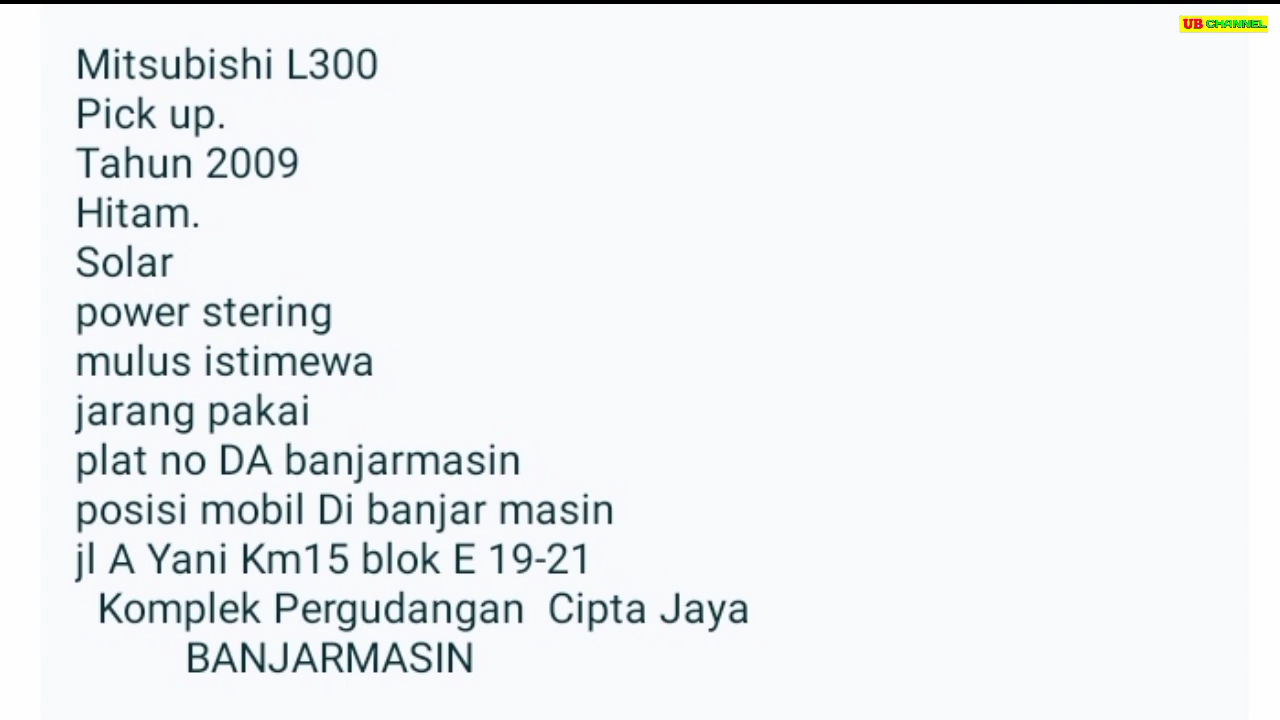 UB CHANNEL
Mitsubishi L300
Pick up.
Tahun 2009
Hitam.
Solar
power stering
mulus istimewa
jarang pakai
plat no DA banjarmasin
posisi mobil Di banjar masin
jl A Yani Km15 blok E 19-21
Komplek Pergudangan Cipta Jaya
BANJARMASIN